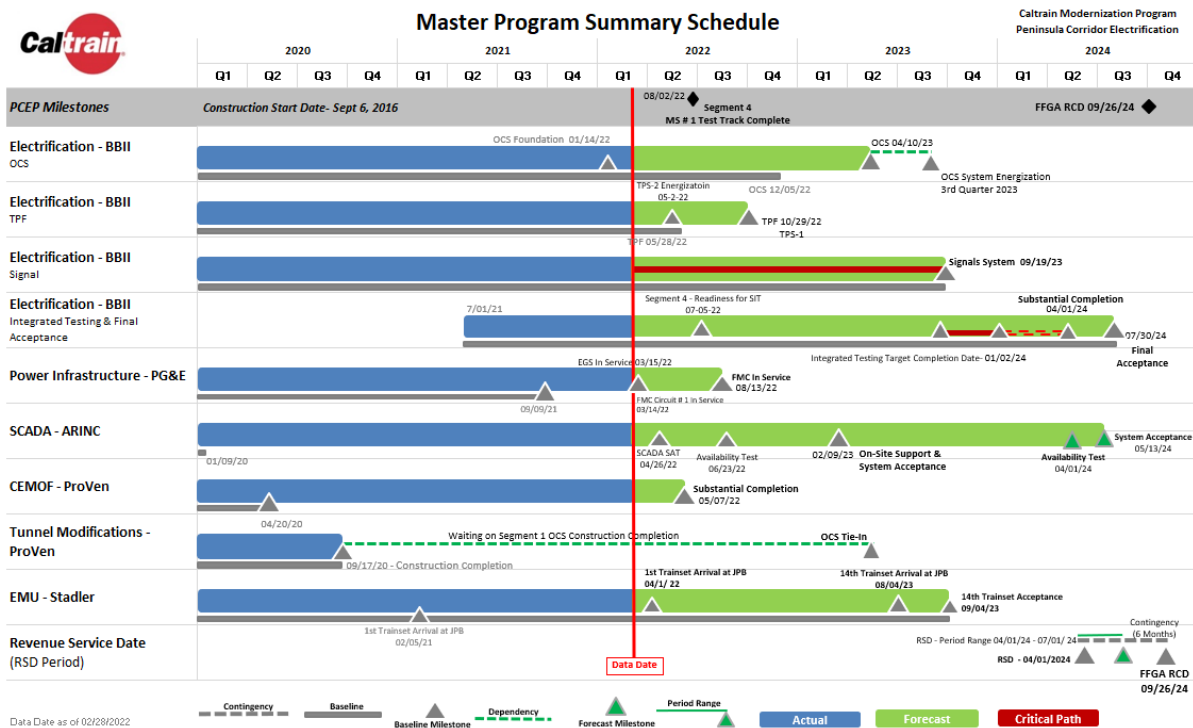 Caltrain
Master Program Summary Schedule
Caltrain Modernization Program
Peninsula Corridor Electrification
2020 2021 2022 2023 2024
Q1 Q2 Q3 Q4 Q1 Q2 Q3 Q4 Q1 Q2 Q3 Q4 Q1 Q2 Q3 Q4 Q1 Q2 Q3 Q4
PCEP Milestones
Construction Start Date- Sept 6, 2016
08/02/22
Segment 4
MS # 1 Test Track Complete
FFGA RCD 09/26/24
Electrification - BBII
OCS
OCS Foundation 01/14/22
OCS 04/10/23
OCS System Energization
3rd Quarter 2023
OCS 12/05/22
Electrification - BBII
TPF
TPS-2 Energizatoin
05-2-22
TPF 10/29/22
TPS-1
TPF 05/28/22
Electrification - BBII
Signal
Signals System 09/19/23
Electrification - BBII
Integrated Testing & Final
Acceptance
7/01/21
Segment 4 - Readiness for SIT
07-05-22
Substantial Completion
04/01/24
07/30/24
Final
Acceptance
Integrated Testing Target Completion Date- 01/02/24
Power Infrastructure - PG&E
EGS In Service 03/15/22
FMC In Service
08/13/22
09/09/21
FMC Circuit # 1 In Service
03/14/22
SCADA - ARINC
01/09/20
SCADA SAT
04/26/22
Availability Test
06/23/22
02/09/23
On-Site Support &
System Acceptance
Availability Test
04/01/24
System Acceptance
05/13/24
CEMOF - ProVen
04/20/20
Substantial Completion
05/07/22
Tunnel Modifications -
ProVen
Waiting on Segment 1 OCS Construction Completion
OCS Tie-In
09/17/20 - Construction Completion
EMU - Stadler
1st Trainset Arrival at JPB
04/1/ 22
14th Trainset Arrival at JPB
08/04/23
14th Trainset Acceptance
09/04/23
1st Trainset Arrival at JPB
02/05/21
Revenue Service Date
(RSD Period)
Contingency
(6 Months)
RSD - Period Range 04/01/24 - 07/01/ 24
RSD - 04/01/2024
FFGA RCD
09/26/24
Data Date
Data Date as of 02/28/2022
Contingency
Baseline
Baseline Milestone
Dependency
Forecast Milestone
Period Range
Actual
Forecast
Critical Path